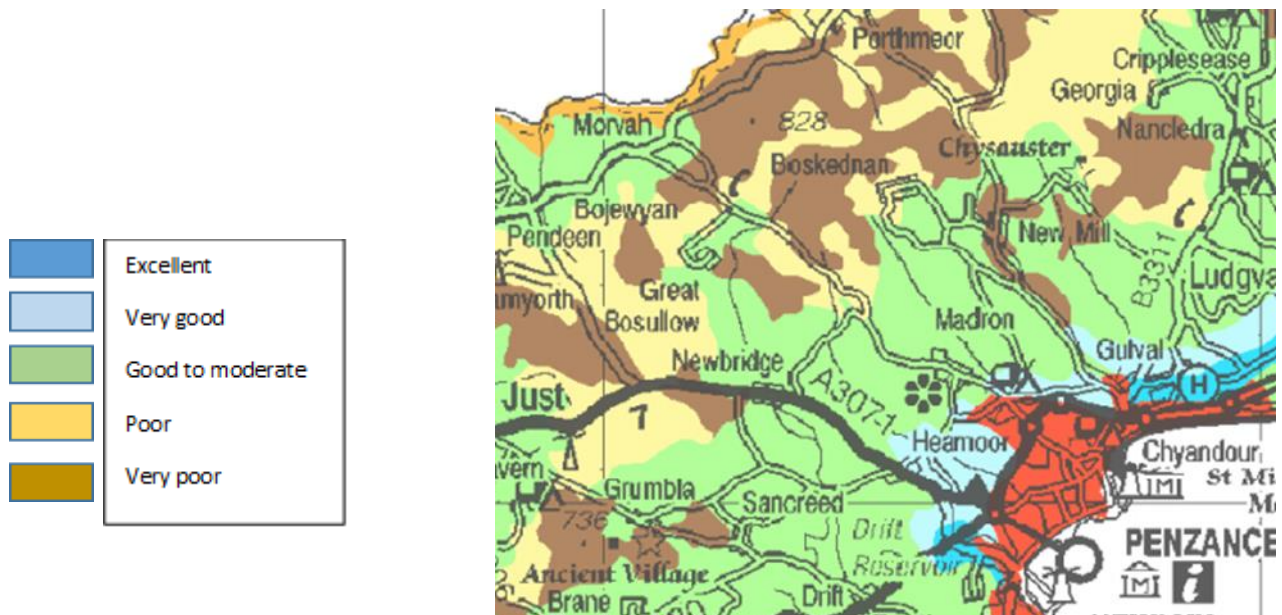 Excellent
Very good
Good to moderate
Poor
Very poor
Porthmeor
Cripplesease
Georgia
Morvah
828
Nancledra
Chysauster
Boskednan
Bojewyan
Pendeen
New Mill
B3311
Ludgva
amyorth
Great
Bosullow
Madron
Gulval
Newbridge
H
Just
7
A3071
Heamoor
Chyandour
avern
St Mi
M
Grumbla
Sancreed
736
Drift
Reservoir
PENZANCE
M
i
Ancient Village
Brane
Drift